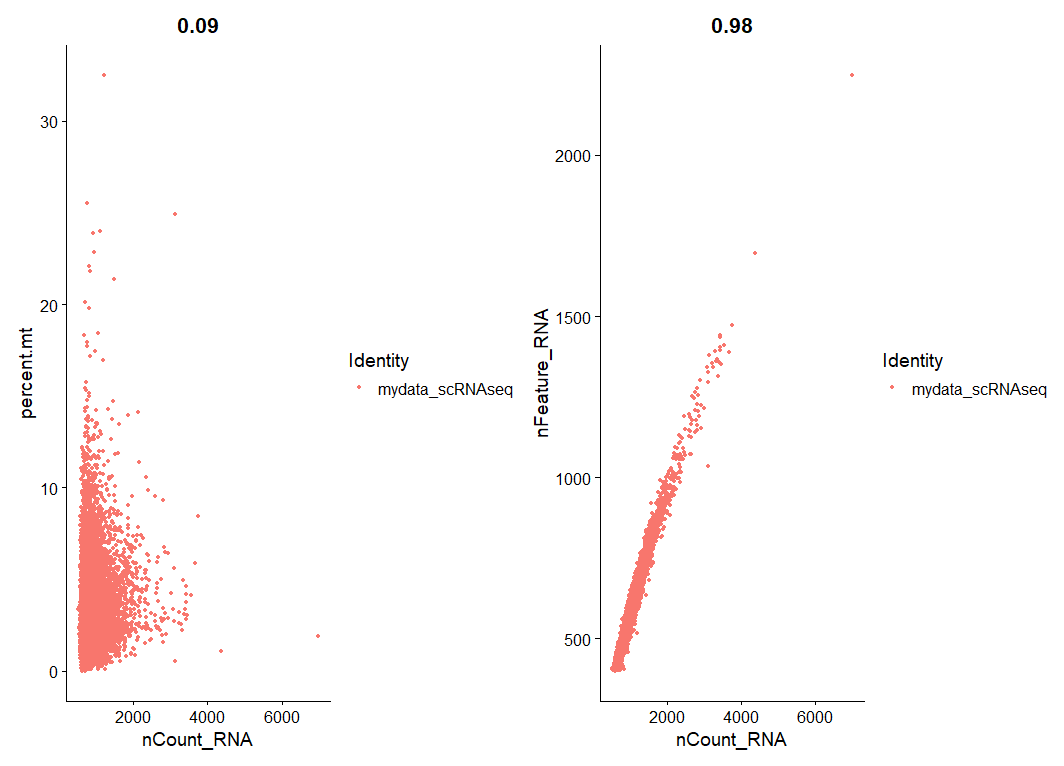 0.09
30
20
10
0
percent.mt
2000 4000 6000
nCount_RNA
Identity
mydata_scRNAseq
0.98
2000
1500
1000
500
nFeature_RNA
2000 4000 6000
nCount_RNA
Identity
mydata_scRNAseq